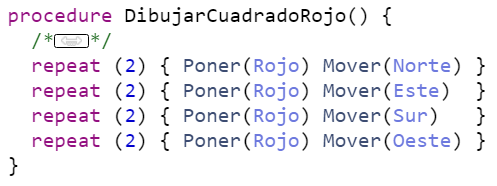 procedure DibujarCuadradoRojo() {
/**/
repeat (2) { Poner(Rojo) Mover(Norte) }
repeat (2) { Poner(Rojo) Mover(Este) }
repeat (2) { Poner(Rojo) Mover(Sur) }
repeat (2) { Poner(Rojo) Mover(Oeste) }
}